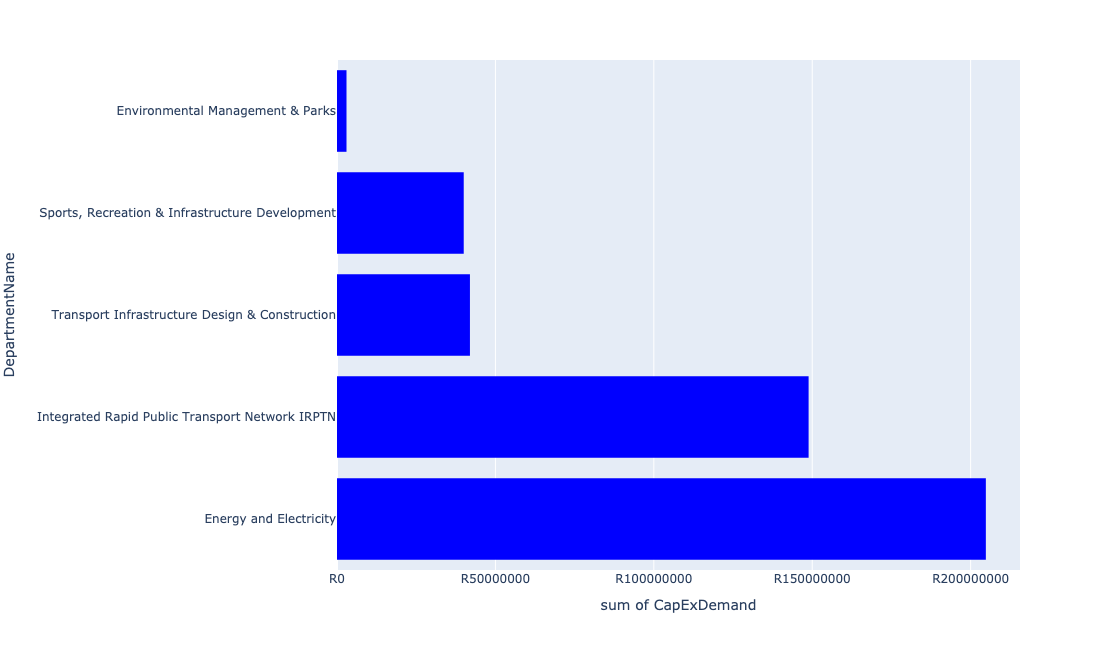 Environmental Management & Parks
Sports, Recreation & Infrastructure Development
Transport Infrastructure Design & Construction
Integrated Rapid Public Transport Network IRPTN
Energy and Electricity
DepartmentName
R0
R50000000
R100000000
R150000000
R200000000
sum of CapExDemand